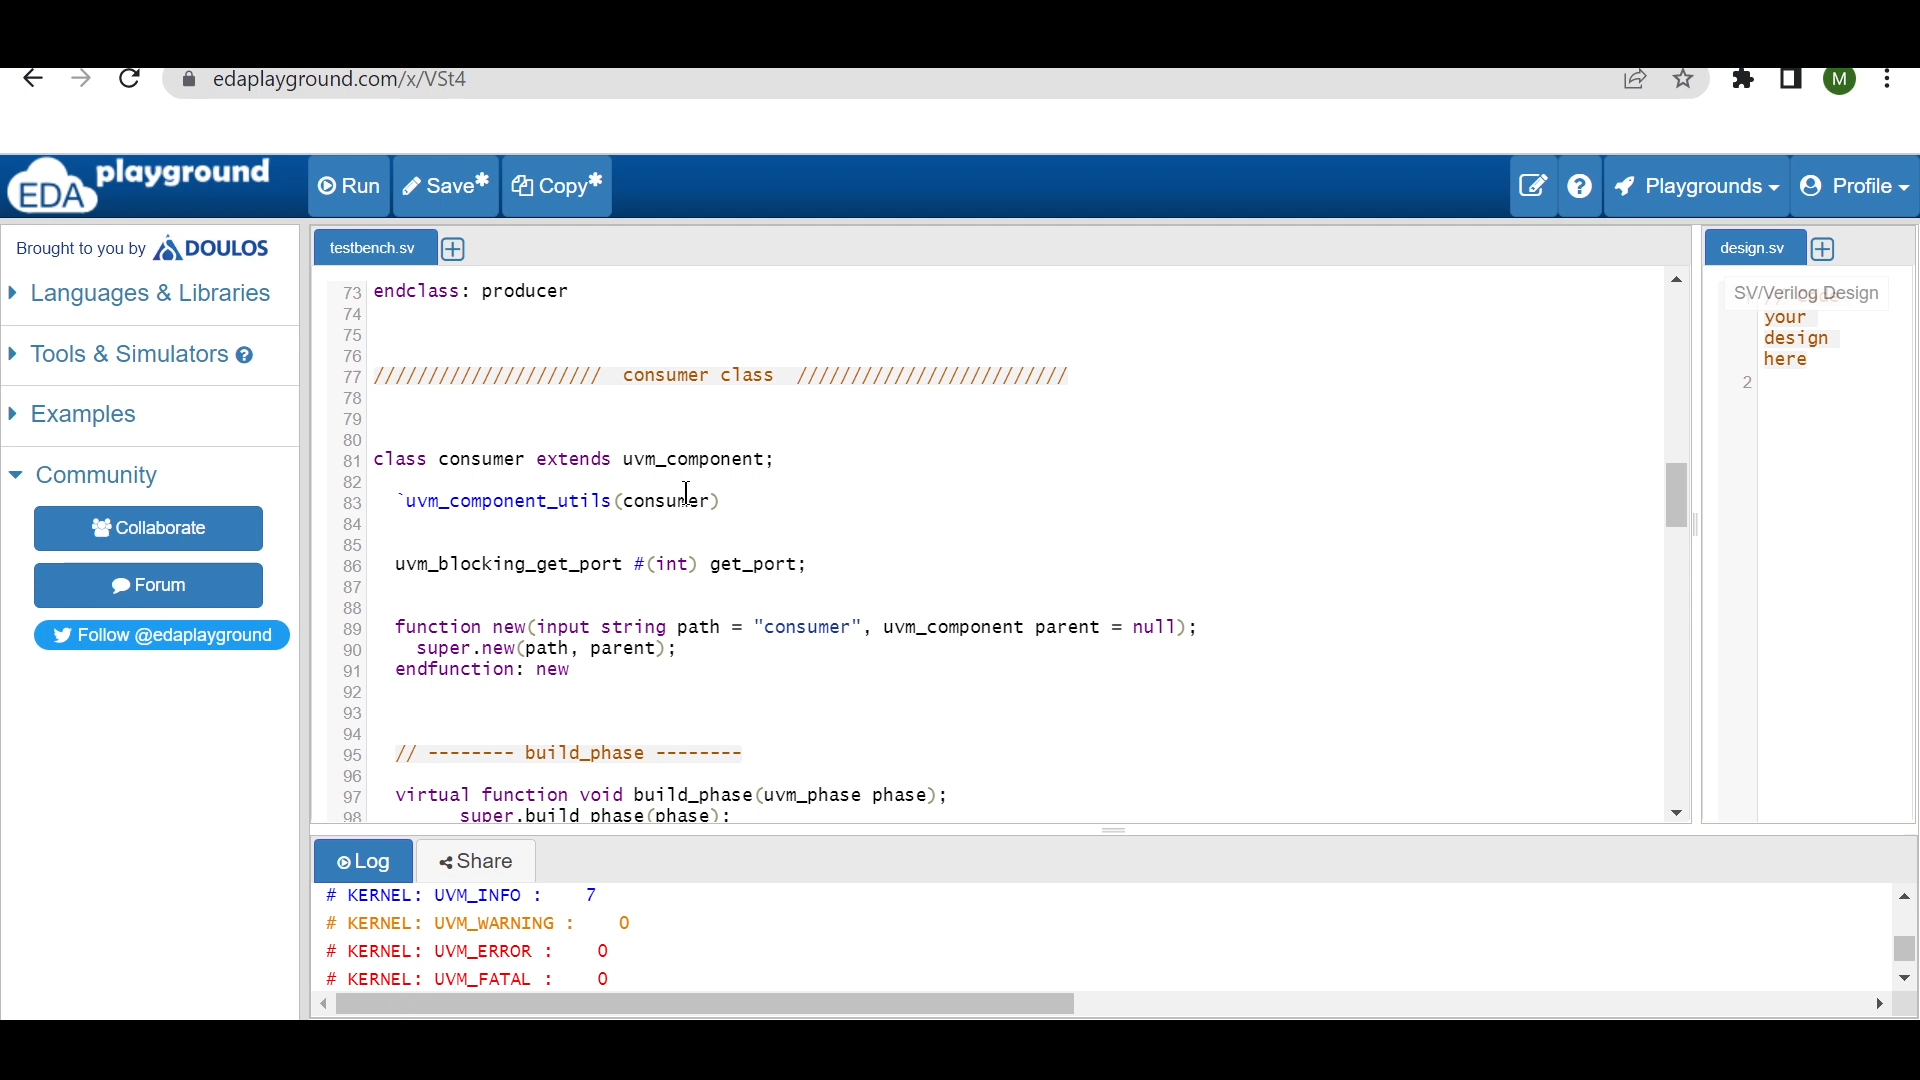 edaplayground.com/x/VSt4
M
EDA playground
Run
Save*
Copy*
Playgrounds
Profile
Brought to you by DOULOS
Languages & Libraries
Tools & Simulators
Examples
Community
Collaborate
Forum
Follow @edaplayground
testbench.sv
73 endclass: producer
74
75
76
77 ///////////////////// consumer class /////////////////////////
78
79
80
81 class consumer extends uvm_component;
82
83 `uvm_component_utils(consumer)
84
85
86 uvm_blocking_get_port #(int) get_port;
87
88
89 function new(input string path = "consumer", uvm_component parent = null);
90 super.new(path, parent);
91 endfunction: new
92
93
94
95 // -------- build_phase --------
96
97 virtual function void build_phase(uvm_phase phase);
98 super.build_phase(phase);
design.sv
SV/Verilog Design
your
design
here
2
Log
Share
# KERNEL: UVM_INFO : 7
# KERNEL: UVM_WARNING : 0
# KERNEL: UVM_ERROR : 0
# KERNEL: UVM_FATAL : 0